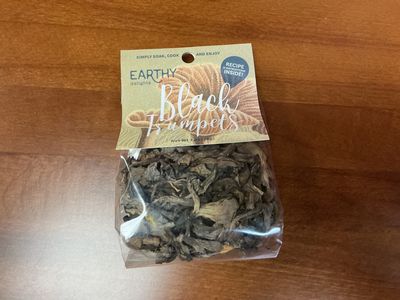 SIMPLY SOAK, COOK AND ENJOY
EARTHY
delights
RECIPE
INSIDE!
Black
Trumpets